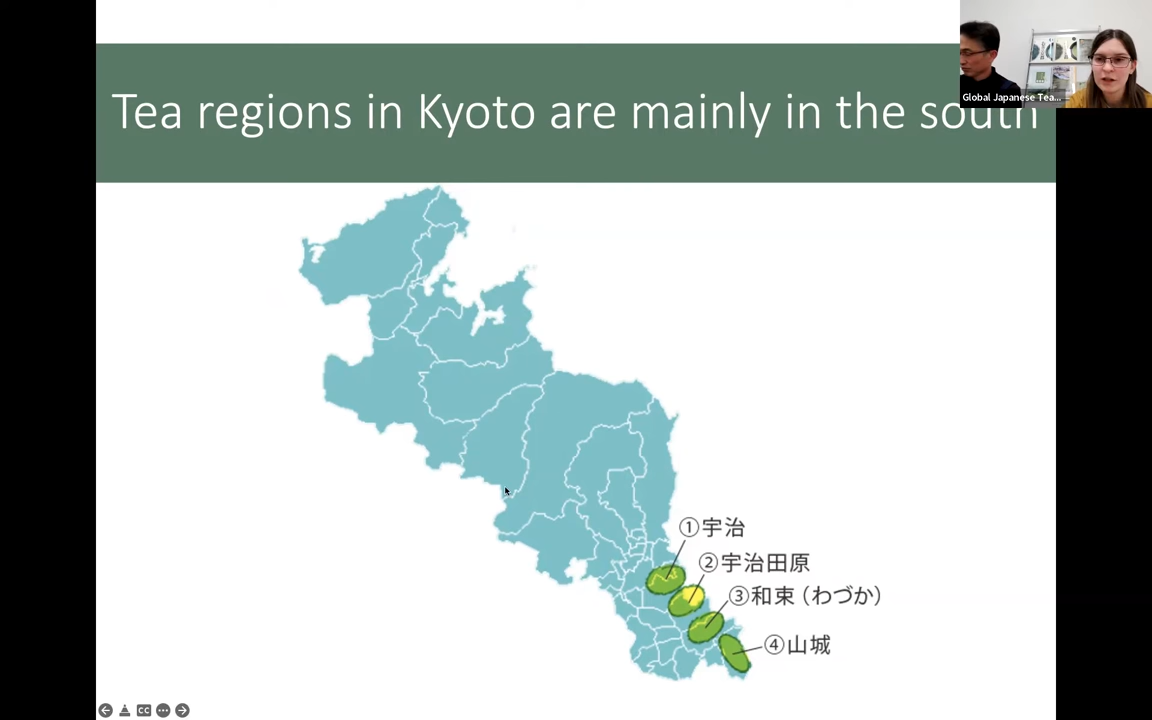 Tea regions in Kyoto are mainly in the south
Global Japanese Tea...
①宇治
②宇治田原
③和束（わづか）
④山城
CC